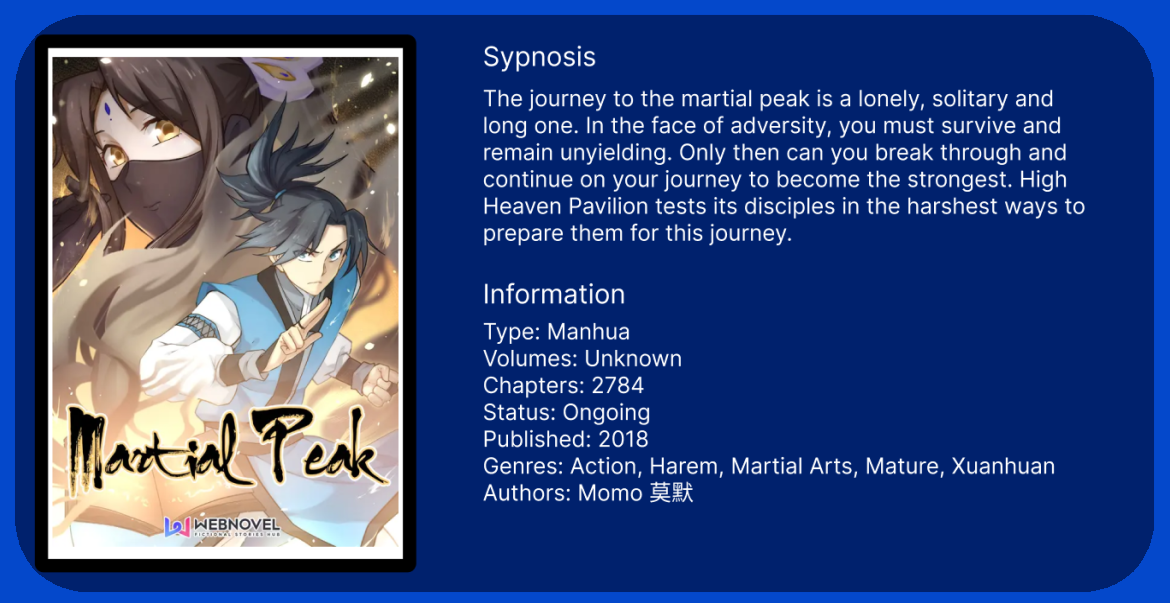 Sypnosis
The journey to the martial peak is a lonely, solitary and
long one. In the face of adversity, you must survive and
remain unyielding. Only then can you break through and
continue on your journey to become the strongest. High
Heaven Pavilion tests its disciples in the harshest ways to
prepare them for this journey.
Information
Type: Manhua
Volumes: Unknown
Chapters: 2784
Status: Ongoing
Published: 2018
Genres: Action, Harem, Martial Arts, Mature, Xuanhuan
Authors: Momo 莫默
Martial Peak
WEBNOVEL
FICTIONAL STORIES HUB